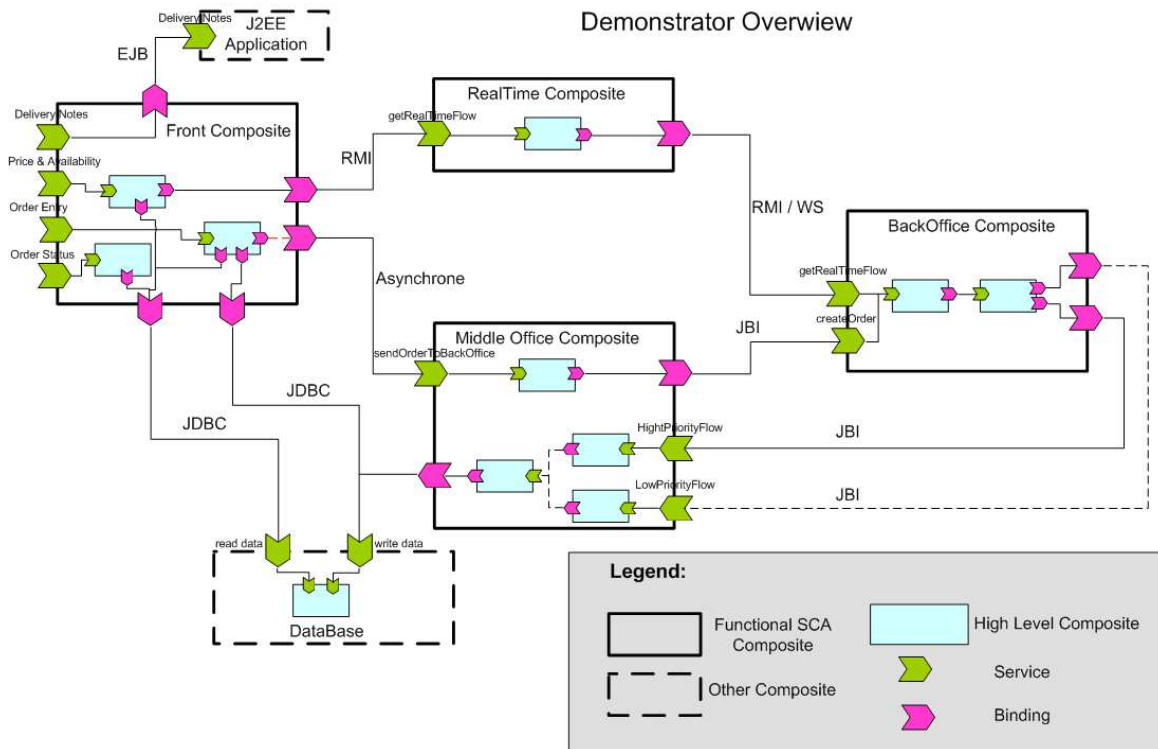 Demonstrator Overwiew
Delivery Notes
J2EE
Application
EJB
Delivery Notes
Front Composite
Price & Availability
Order Entry
Order Status
RealTime Composite
getRealTimeFlow
RMI
RMI / WS
Asynchrone
BackOffice Composite
getRealTimeFlow
createOrder
Middle Office Composite
sendOrderToBackOffice
JBI
JDBC
JDBC
HightPriorityFlow
JBI
LowPriorityFlow
JBI
read data
write data
DataBase
Legend:
Functional SCA
Composite
High Level Composite
Other Composite
Service
Binding